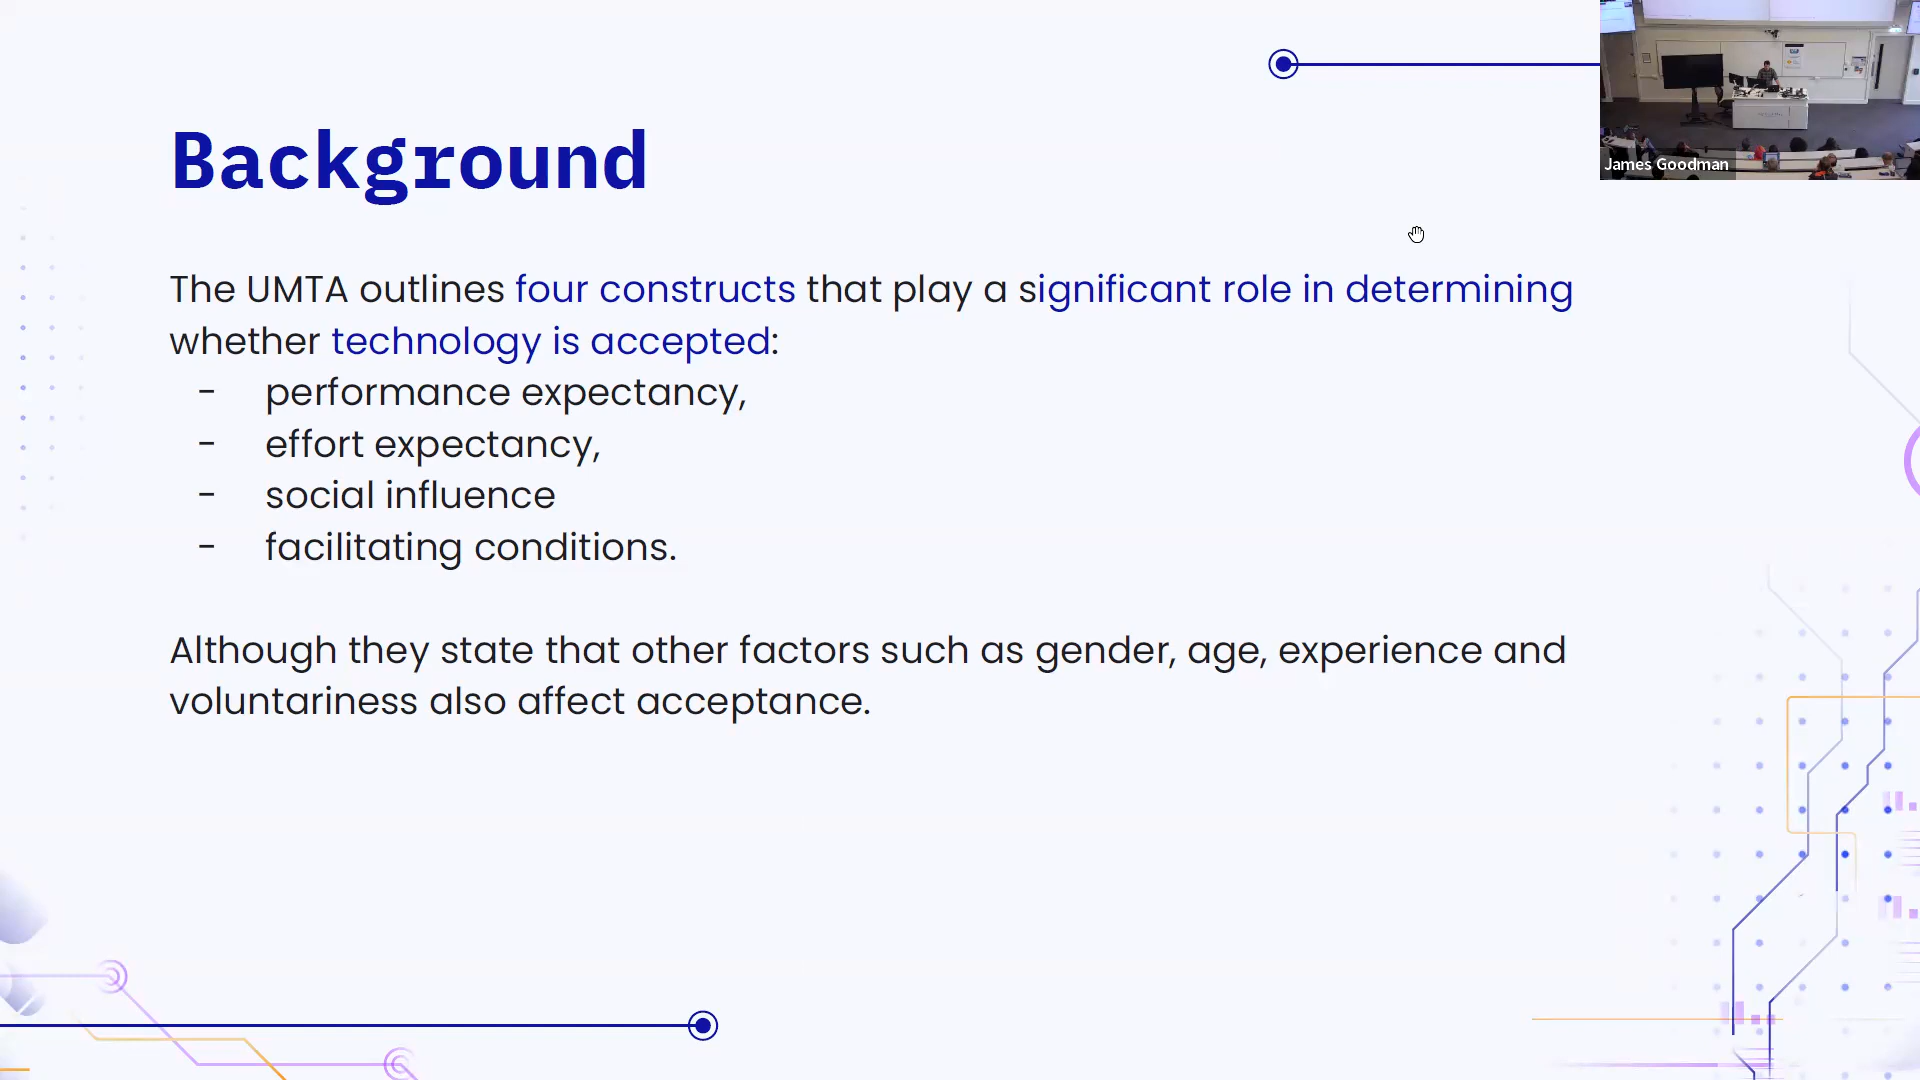 Background
The UMTA outlines four constructs that play a significant role in determining
whether technology is accepted:
- performance expectancy,
- effort expectancy,
- social influence
- facilitating conditions.
Although they state that other factors such as gender, age, experience and
voluntariness also affect acceptance.
James Goodman